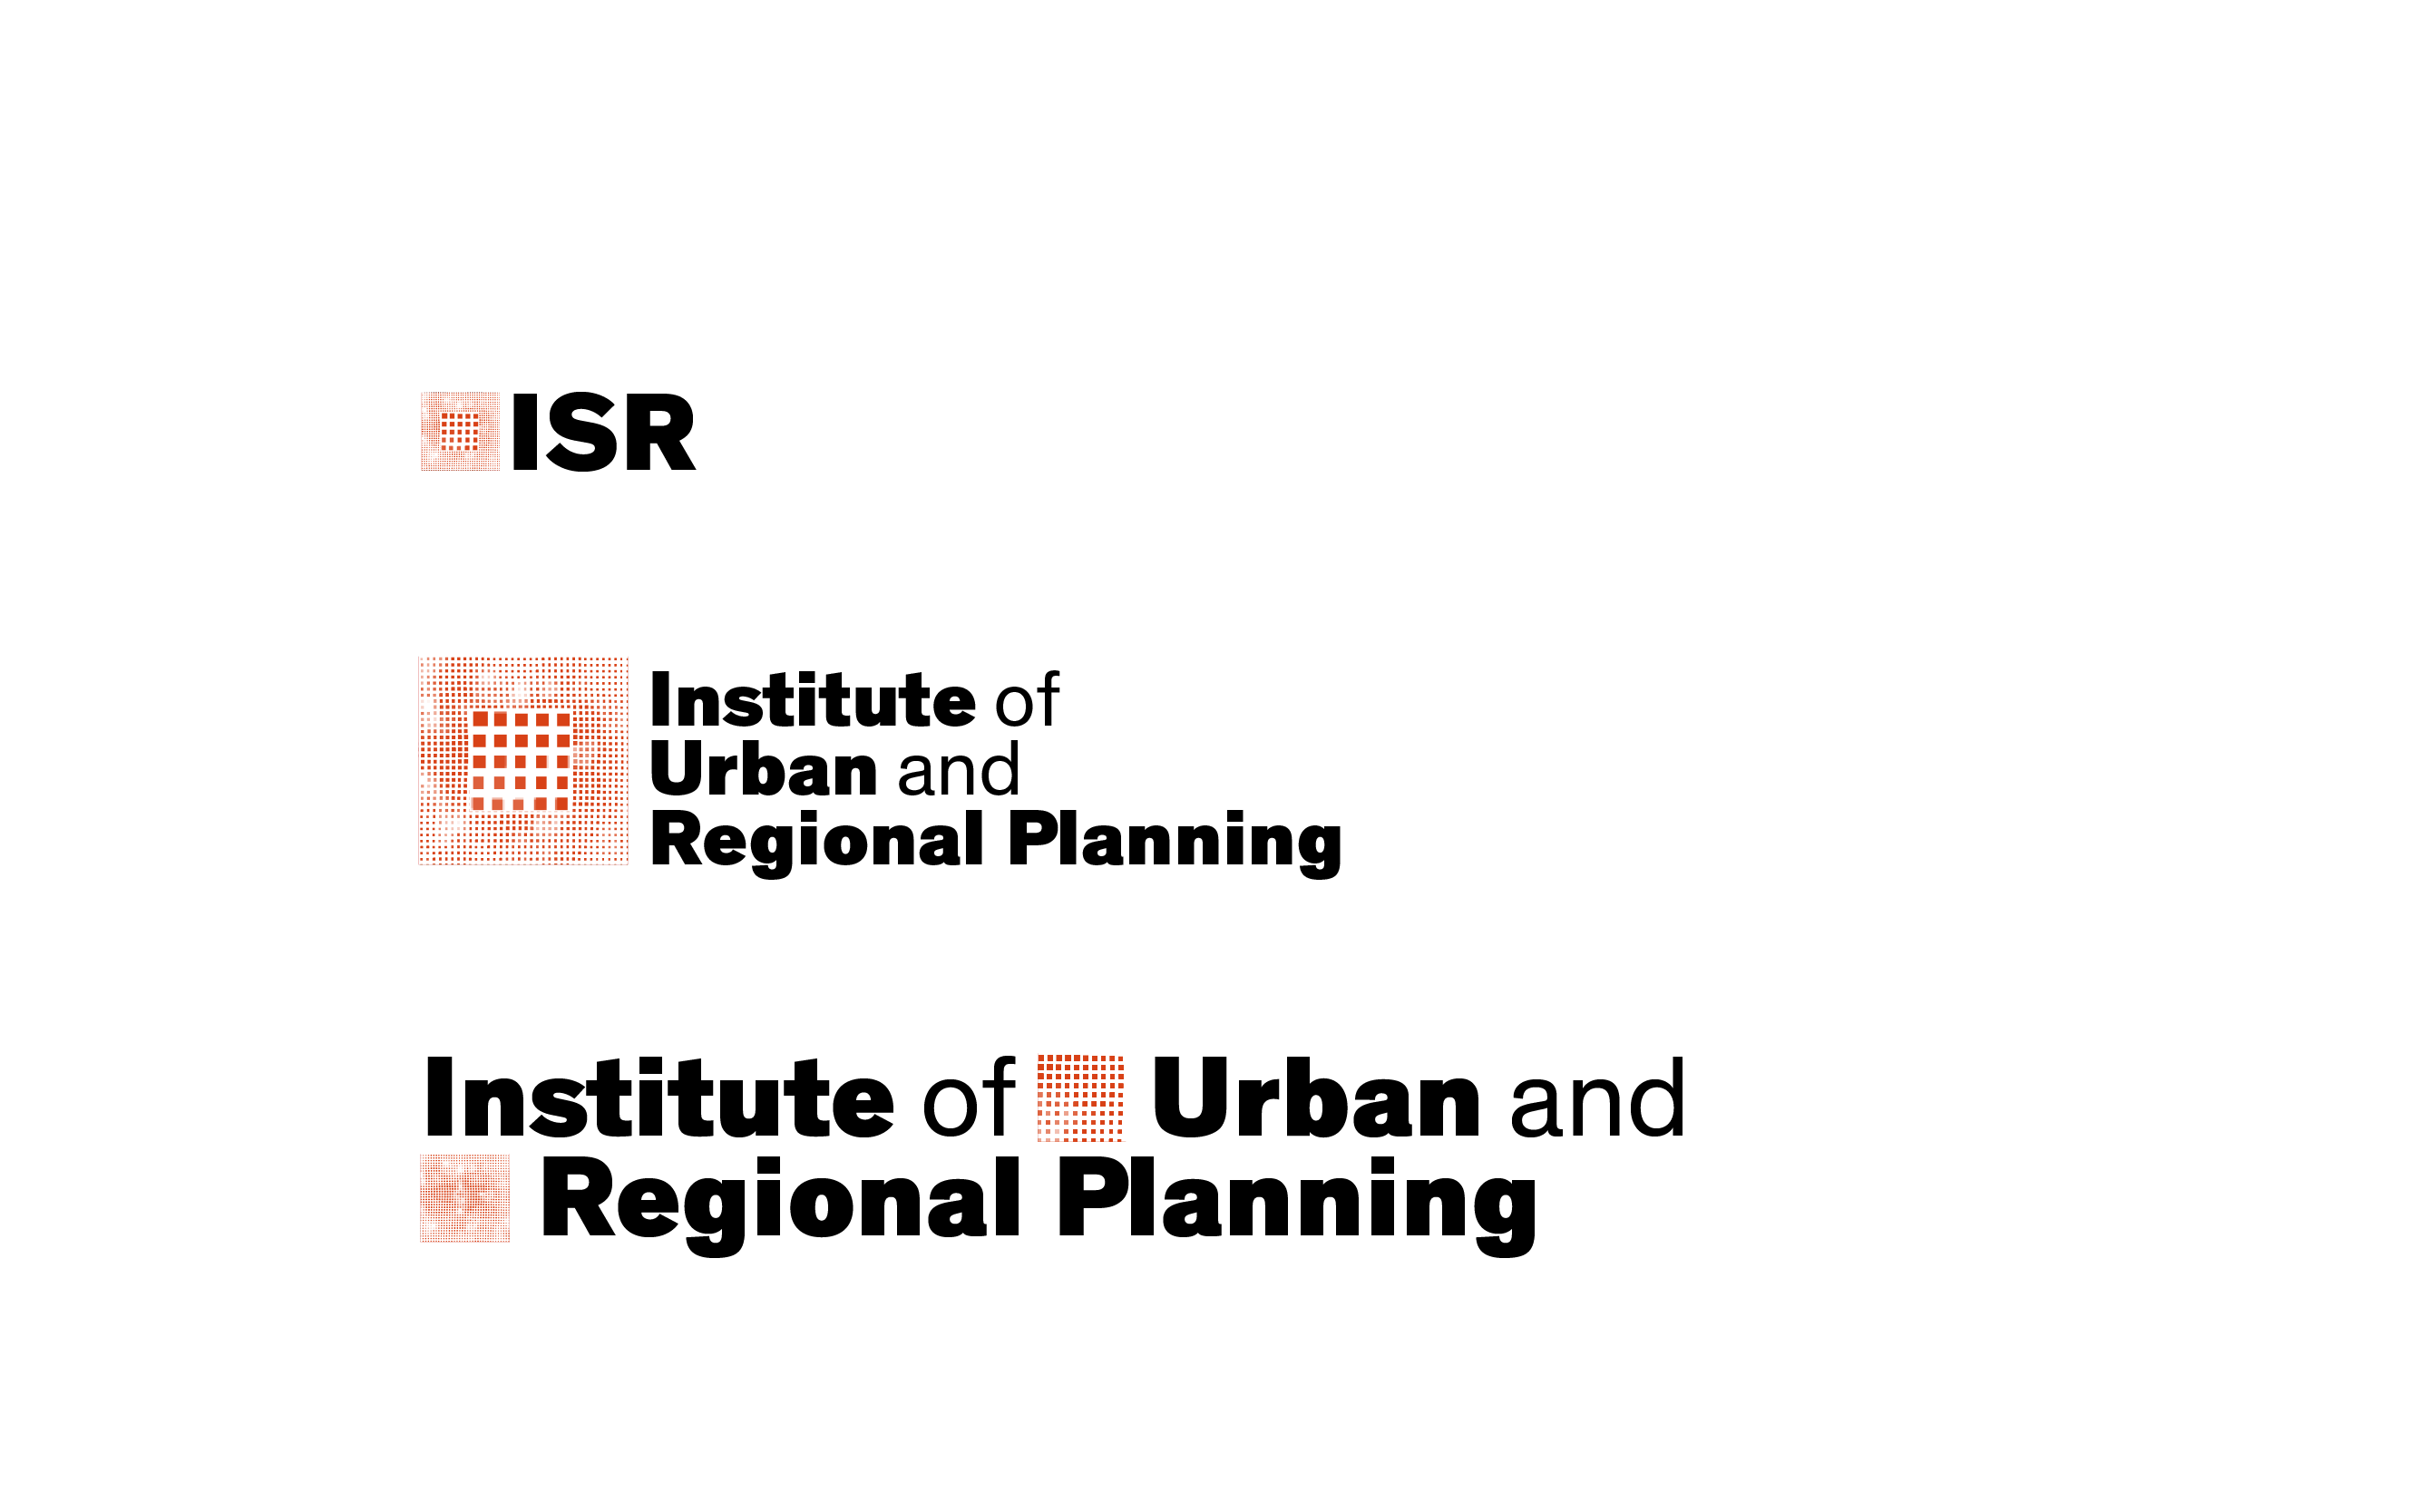 ISR
Institute of
Urban and
Regional Planning
Institute of Urban and
Regional Planning